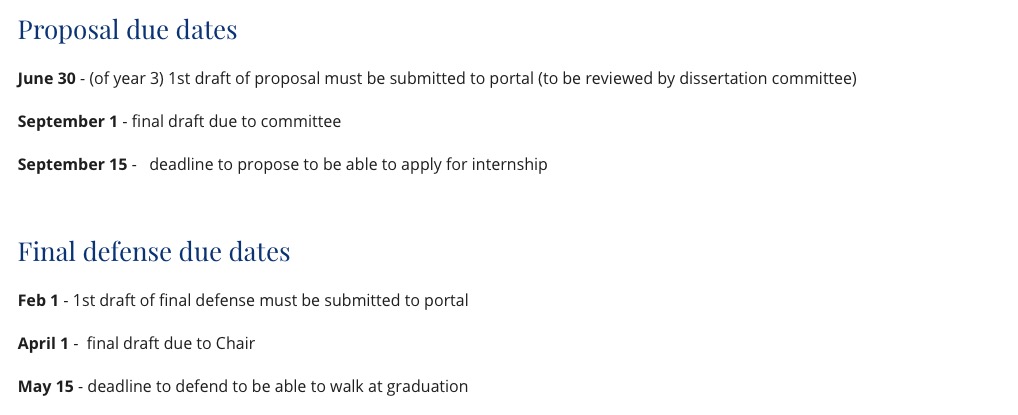 Proposal due dates
June 30 - (of year 3) 1st draft of proposal must be submitted to portal (to be reviewed by dissertation committee)
September 1 - final draft due to committee
September 15 -   deadline to propose to be able to apply for internship
Final defense due dates
Feb 1 - 1st draft of final defense must be submitted to portal
April 1 -  final draft due to Chair
May 15 - deadline to defend to be able to walk at graduation